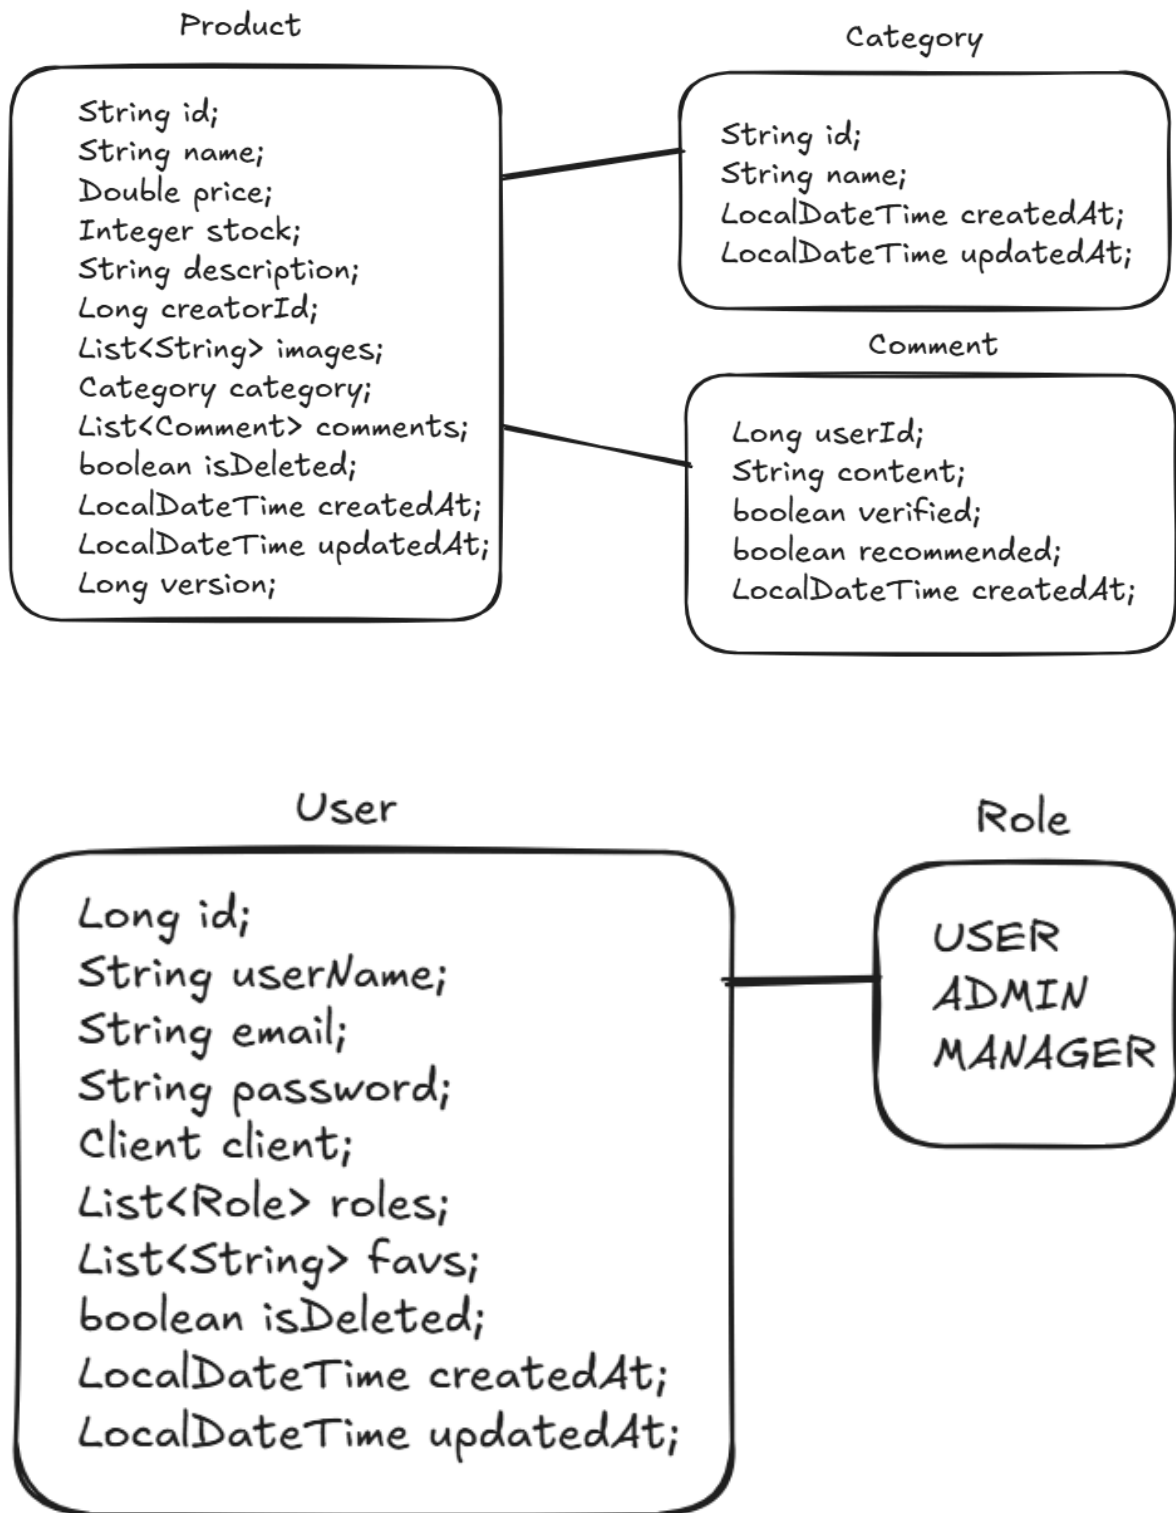 Product
String id;
String name;
Double price;
Integer stock;
String description;
Long creatorId;
List<String> images;
Category category;
List<Comment> comments;
boolean isDeleted;
LocalDateTime createdAt;
LocalDateTime updatedAt;
Long version;
Category
String id;
String name;
LocalDateTime createdAt;
LocalDateTime updatedAt;
Comment
Long userId;
String content;
boolean verified;
boolean recommended;
LocalDateTime createdAt;
User
Long id;
String userName;
String email;
String password;
Client client;
List<Role> roles;
List<String> favs;
boolean isDeleted;
LocalDateTime createdAt;
LocalDateTime updatedAt;
Role
USER
ADMIN
MANAGER